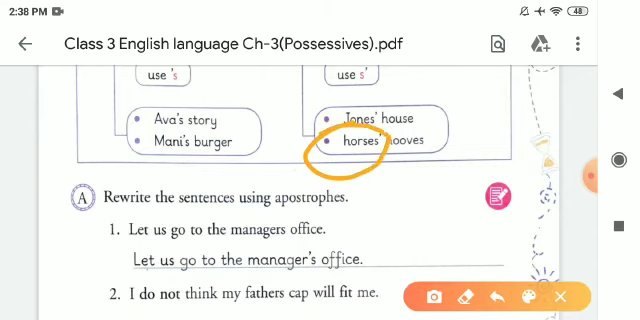 2:38 PM
48
Class 3 English language Ch-3(Possessives).pdf
use 's use s'
Ava's story Jones' house
Mani's burger horses' hooves
A Rewrite the sentences using apostrophes.
1. Let us go to the managers office.
Let us go to the manager's office.
2. I do not think my fathers cap will fit me.